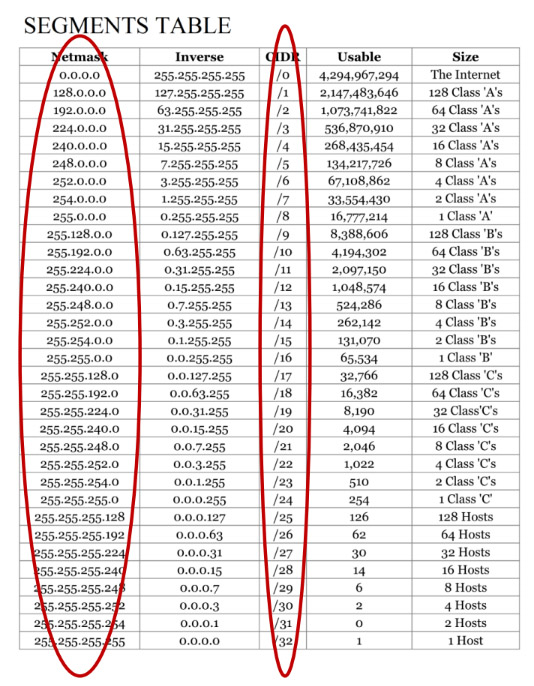 SEGMENTS TABLE
Netmask Inverse CIDR Usable Size
0.0.0.0 255.255.255.255 /0 4,294,967,294 The Internet
128.0.0.0 127.255.255.255 /1 2,147,483,646 128 Class 'A's
192.0.0.0 63.255.255.255 /2 1,073,741,822 64 Class 'A's
224.0.0.0 31.255.255.255 /3 536,870,910 32 Class 'A's
240.0.0.0 15.255.255.255 /4 268,435,454 16 Class 'A's
248.0.0.0 7.255.255.255 /5 134,217,726 8 Class 'A's
252.0.0.0 3.255.255.255 /6 67,108,862 4 Class 'A's
254.0.0.0 1.255.255.255 /7 33,554,430 2 Class 'A's
255.0.0.0 0.255.255.255 /8 16,777,214 1 Class 'A'
255.128.0.0 0.127.255.255 /9 8,388,606 128 Class 'B's
255.192.0.0 0.63.255.255 /10 4,194,302 64 Class 'B's
255.224.0.0 0.31.255.255 /11 2,097,150 32 Class 'B's
255.240.0.0 0.15.255.255 /12 1,048,574 16 Class 'B's
255.248.0.0 0.7.255.255 /13 524,286 8 Class 'B's
255.252.0.0 0.3.255.255 /14 262,142 4 Class 'B's
255.254.0.0 0.1.255.255 /15 131,070 2 Class 'B's
255.255.0.0 0.0.255.255 /16 65,534 1 Class 'B'
255.255.128.0 0.0.127.255 /17 32,766 128 Class 'C's
255.255.192.0 0.0.63.255 /18 16,382 64 Class 'C's
255.255.224.0 0.0.31.255 /19 8,190 32 Class'C's
255.255.240.0 0.0.15.255 /20 4,094 16 Class 'C's
255.255.248.0 0.0.7.255 /21 2,046 8 Class 'C's
255.255.252.0 0.0.3.255 /22 1,022 4 Class 'C's
255.255.254.0 0.0.1.255 /23 510 2 Class 'C's
255.255.255.0 0.0.0.255 /24 254 1 Class 'C'
255.255.255.128 0.0.0.127 /25 126 128 Hosts
255.255.255.192 0.0.0.63 /26 62 64 Hosts
255.255.255.224 0.0.0.31 /27 30 32 Hosts
255.255.255.240 0.0.0.15 /28 14 16 Hosts
255.255.255.248 0.0.0.7 /29 6 8 Hosts
255.255.255.252 0.0.0.3 /30 2 4 Hosts
255.255.255.254 0.0.0.1 /31 0 2 Hosts
255.255.255.255 0.0.0.0 /32 1 1 Host